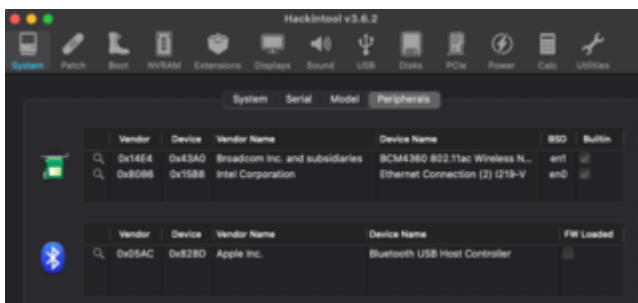 Hackintool v3.6.2
System Patch Boot NVRAM Extensions Displays Sound USB Disks PCIe Power Calc Utilities
System Serial Model Peripherals
Vendor Device Vendor Name Device Name BSD Builtin
0x14E4 0x43A0 Broadcom Inc. and subsidiaries BCM4360 802.11ac Wireless N... en1
0x8086 0x15B8 Intel Corporation Ethernet Connection (2) I219-V en0
Vendor Device Vendor Name Device Name FW Loaded
0x05AC 0x828D Apple Inc. Bluetooth USB Host Controller